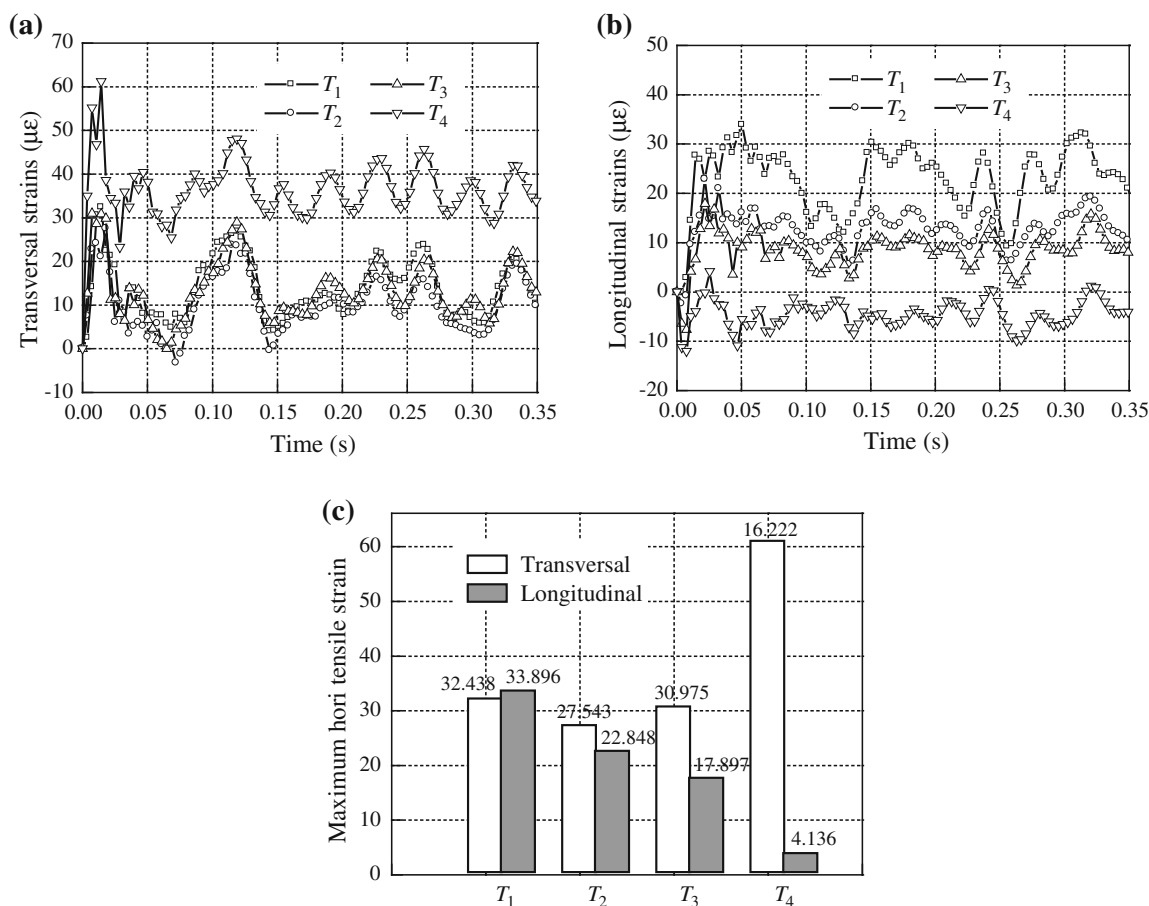 (a)
Transversal strains (με)
70
60
50
40
30
20
10
0
-10
T1
T2
T3
T4
0.00 0.05 0.10 0.15 0.20 0.25 0.30 0.35
Time (s)
(b)
Longitudinal strains (με)
50
40
30
20
10
0
-10
-20
T1
T2
T3
T4
0.00 0.05 0.10 0.15 0.20 0.25 0.30 0.35
Time (s)
(c)
Maximum hori tensile strain
60
50
40
30
20
10
0
Transversal
Longitudinal
32.438 33.896
27.543
22.848
30.975
17.897
16.222
4.136
T1 T2 T3 T4